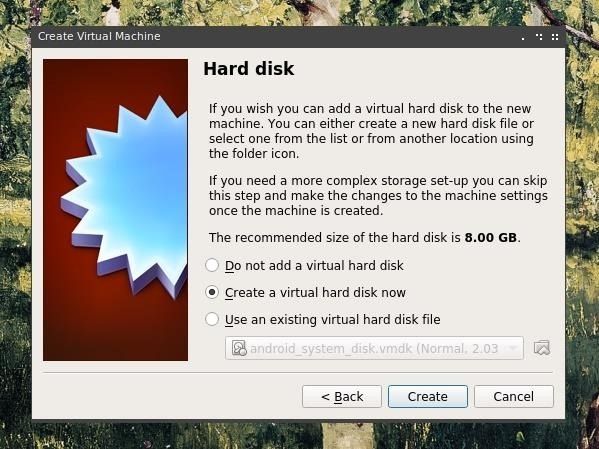 Create Virtual Machine
Hard disk
If you wish you can add a virtual hard disk to the new
machine. You can either create a new hard disk file or
select one from the list or from another location using
the folder icon.
If you need a more complex storage set-up you can skip
this step and make the changes to the machine settings
once the machine is created.
The recommended size of the hard disk is 8.00 GB.
Do not add a virtual hard disk
Create a virtual hard disk now
Use an existing virtual hard disk file
android_system_disk.vmdk (Normal, 2.03
< Back
Create
Cancel